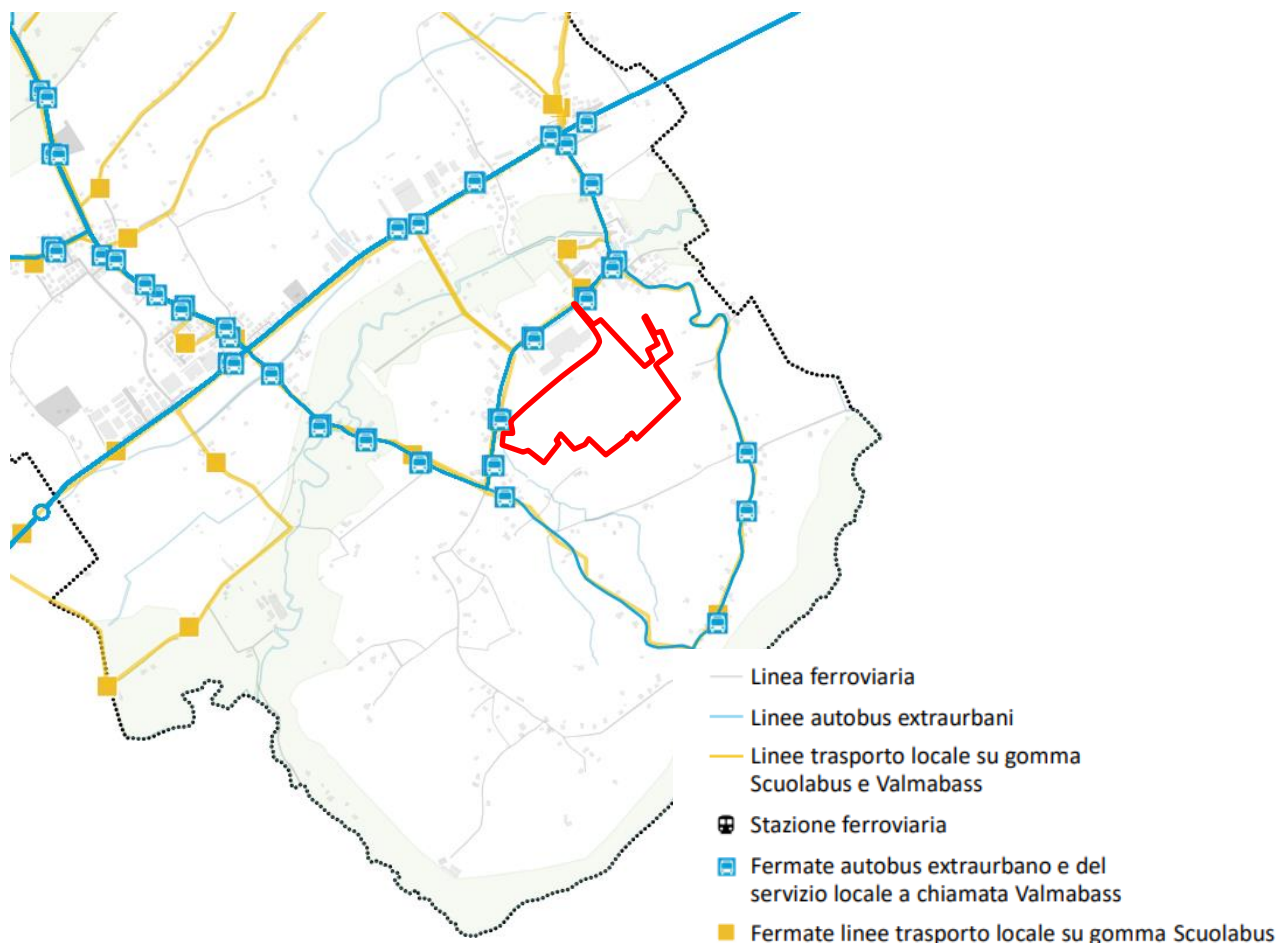 Linea ferroviaria
Linee autobus extraurbani
Linee trasporto locale su gomma
Scuolabus e Valmabass
Stazione ferroviaria
Fermate autobus extraurbano e del
servizio locale a chiamata Valmabass
Fermate linee trasporto locale su gomma Scuolabus